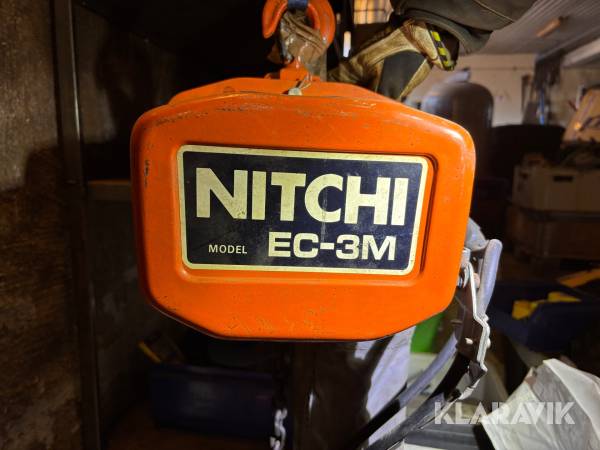 NITCHI
MODEL EC-3M
KLARAVIK